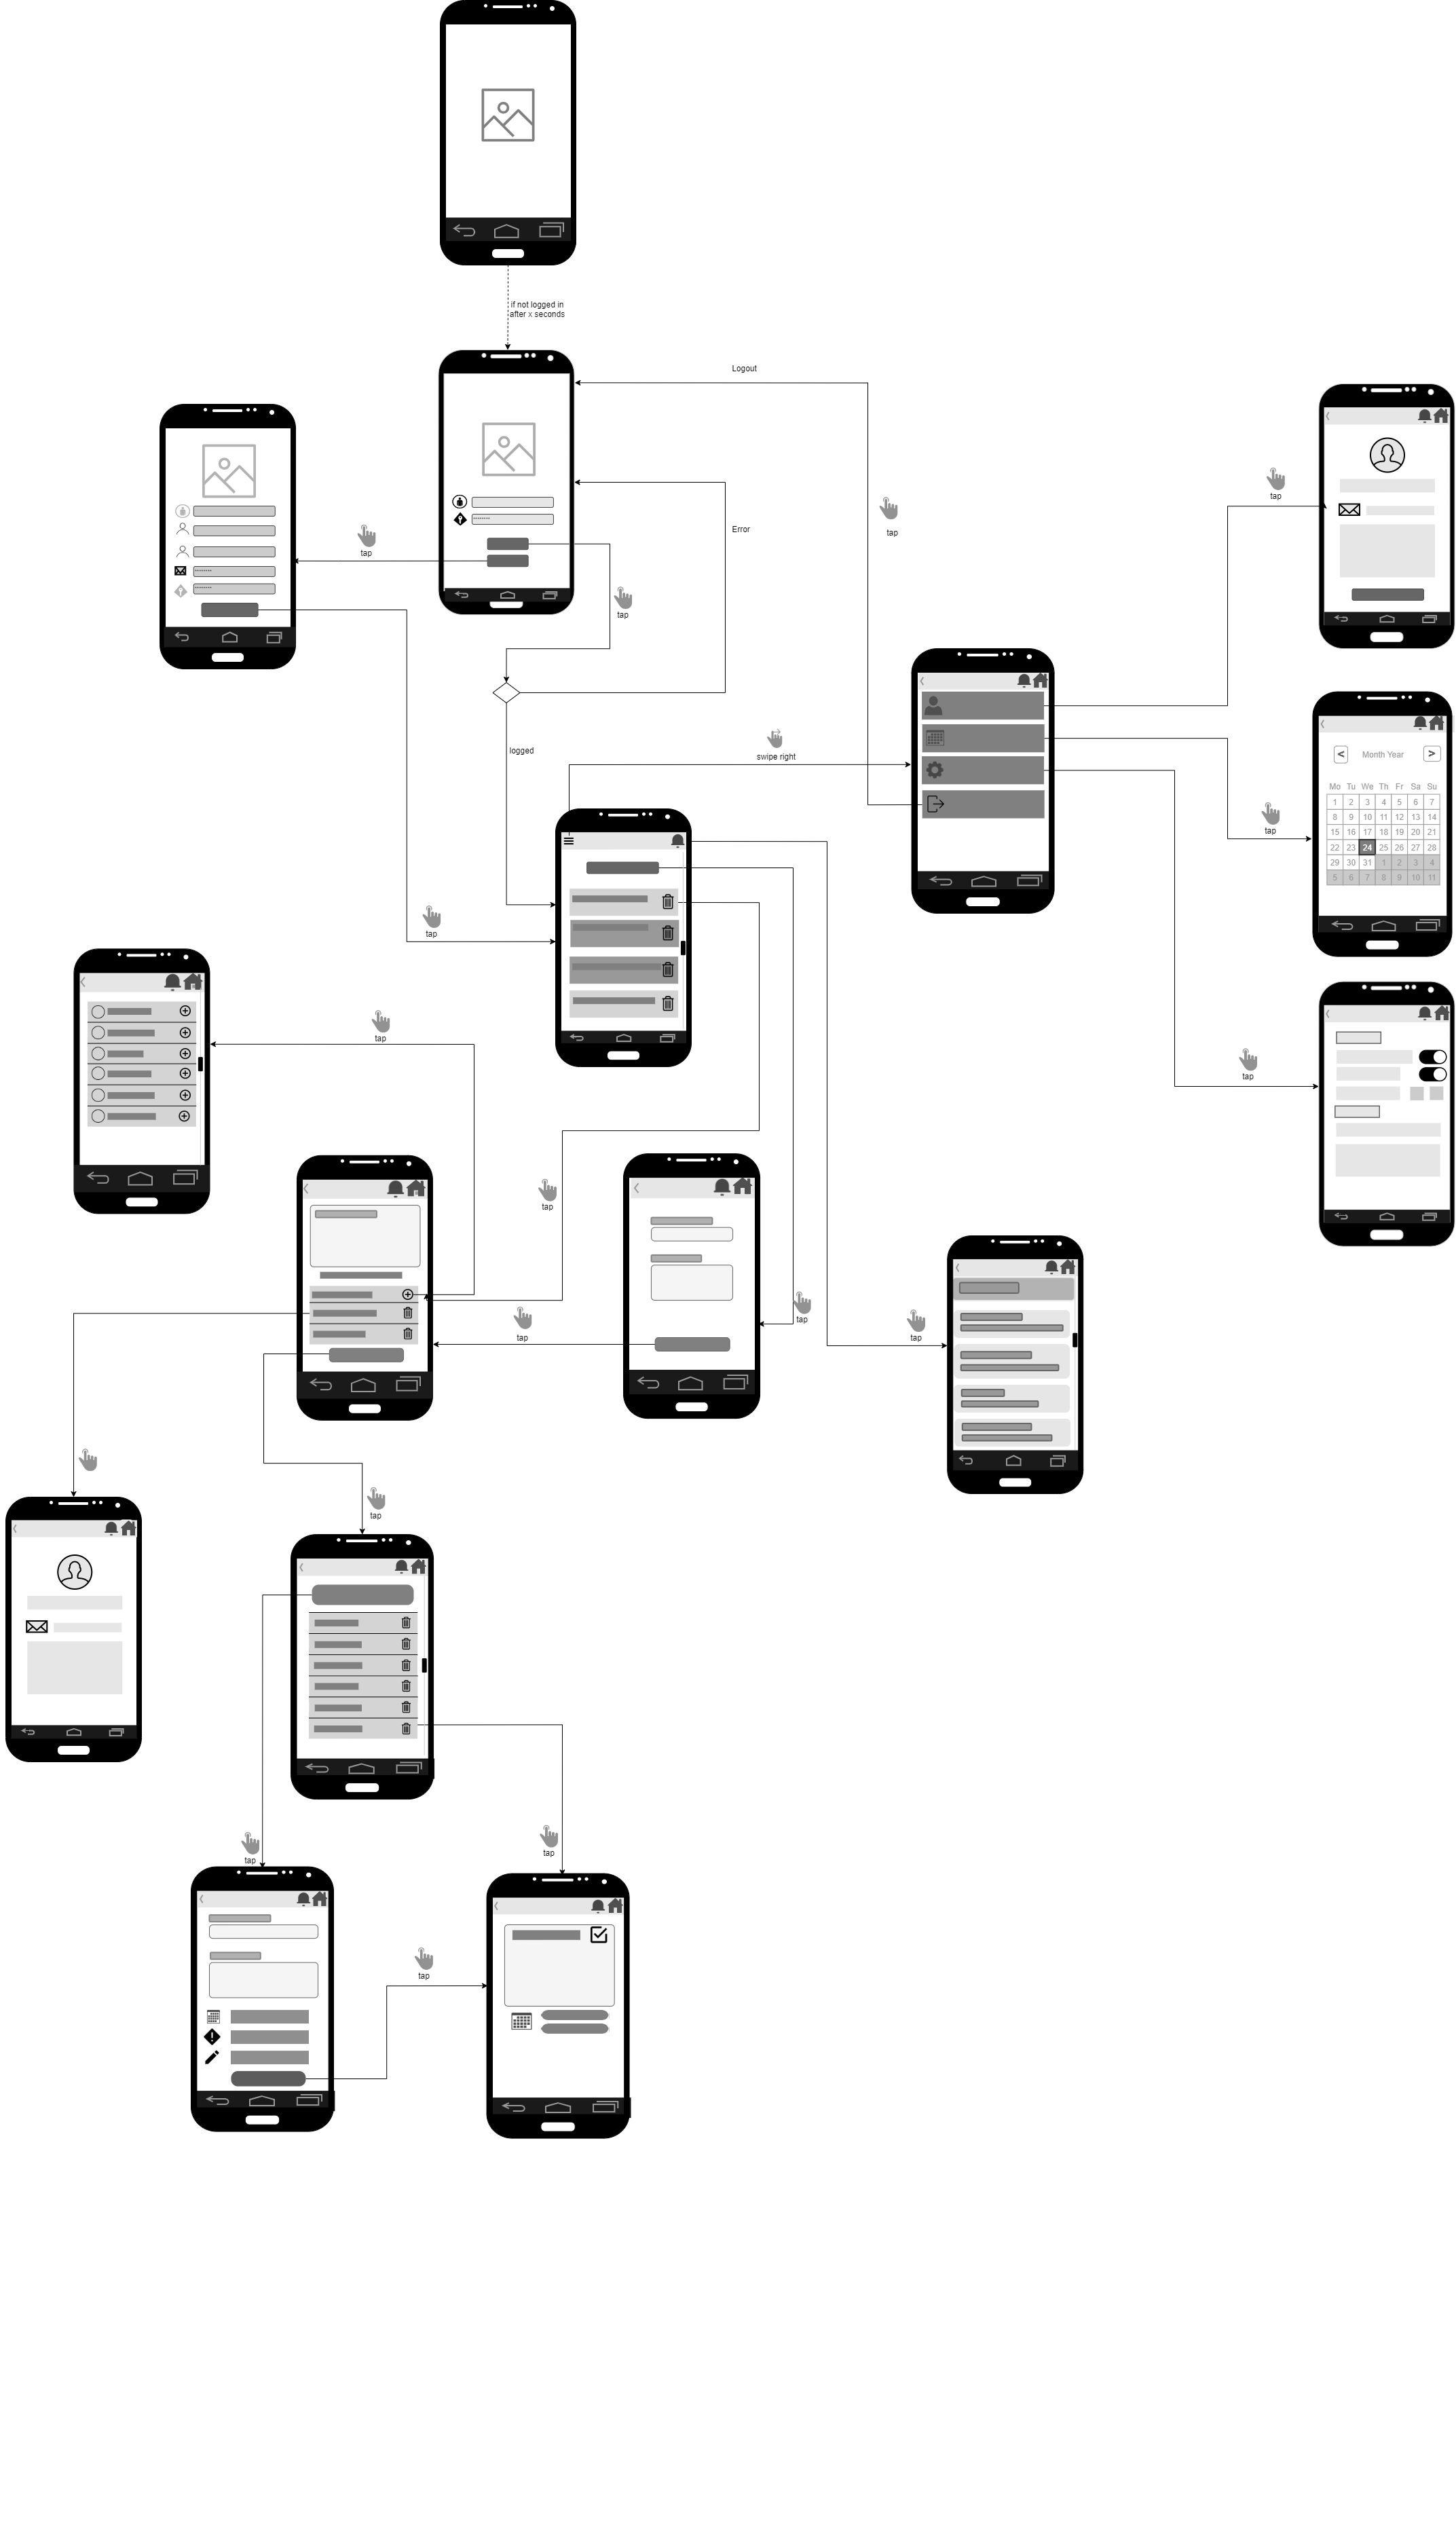 if not logged in
after x seconds
Logout
tap
tap
Error
tap
********
********
********
tap
tap
logged
swipe right
< Month Year >
Mo Tu We Th Fr Sa Su
1 2 3 4 5 6 7
8 9 10 11 12 13 14
15 16 17 18 19 20 21
22 23 24 25 26 27 28
29 30 31 1 2 3 4
5 6 7 8 9 10 11
tap
tap
tap
tap
tap
tap
tap
tap
tap
tap
tap
tap